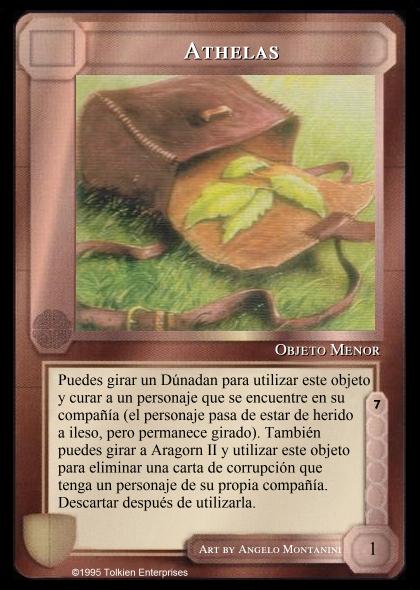 Athelas
Objeto Menor
Puedes girar un Dúnadan para utilizar este objeto
y curar a un personaje que se encuentre en su
compañía (el personaje pasa de estar de herido
a ileso, pero permanece girado). También
puedes girar a Aragorn II y utilizar este objeto
para eliminar una carta de corrupción que
tenga un personaje de su propia compañía.
Descartar después de utilizarla.
7
Art by Angelo Montanini
1
©1995 Tolkien Enterprises